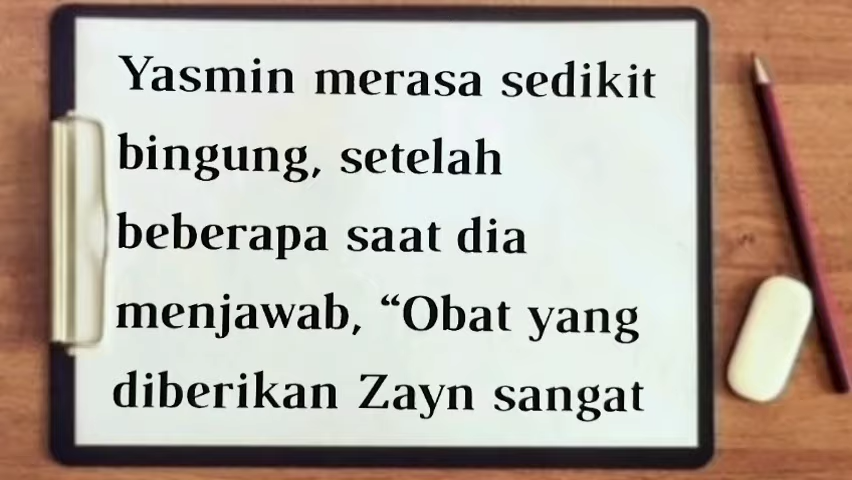 Yasmin merasa sedikit
bingung, setelah
beberapa saat dia
menjawab, “Obat yang
diberikan Zayn sangat